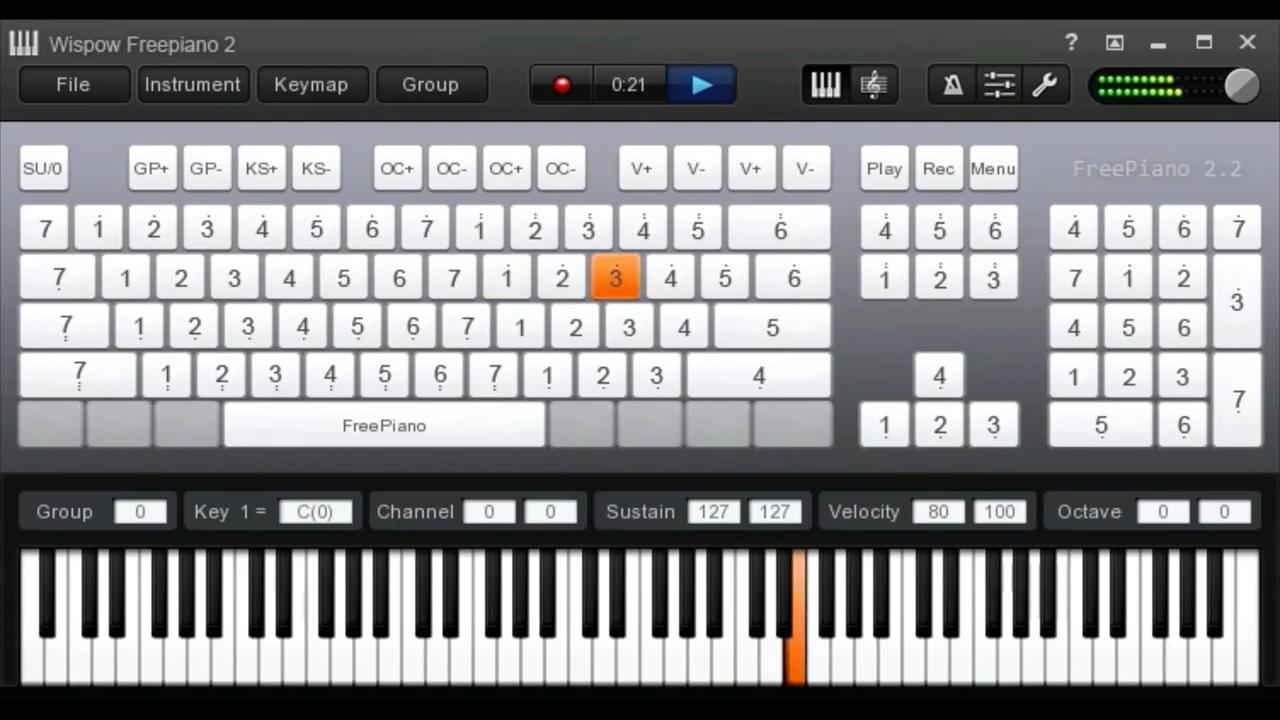 Wispow Freepiano 2
?
File Instrument Keymap Group 0:21
SU/0 GP+ GP- KS+ KS- OC+ OC- OC+ OC- V+ V- V+ V- Play Rec Menu FreePiano 2.2
7 1 2 3 4 5 6 7 1 2 3 4 5 6 4 5 6 4 5 6 7
7 1 2 3 4 5 6 7 1 2 3 4 5 6 1 2 3 7 1 2 3
7 1 2 3 4 5 6 7 1 2 3 4 5 4 5 6
7 1 2 3 4 5 6 7 1 2 3 4 4 1 2 3 7
FreePiano 1 2 3 5 6
Group 0 Key 1 = C(0) Channel 0 0 Sustain 127 127 Velocity 80 100 Octave 0 0